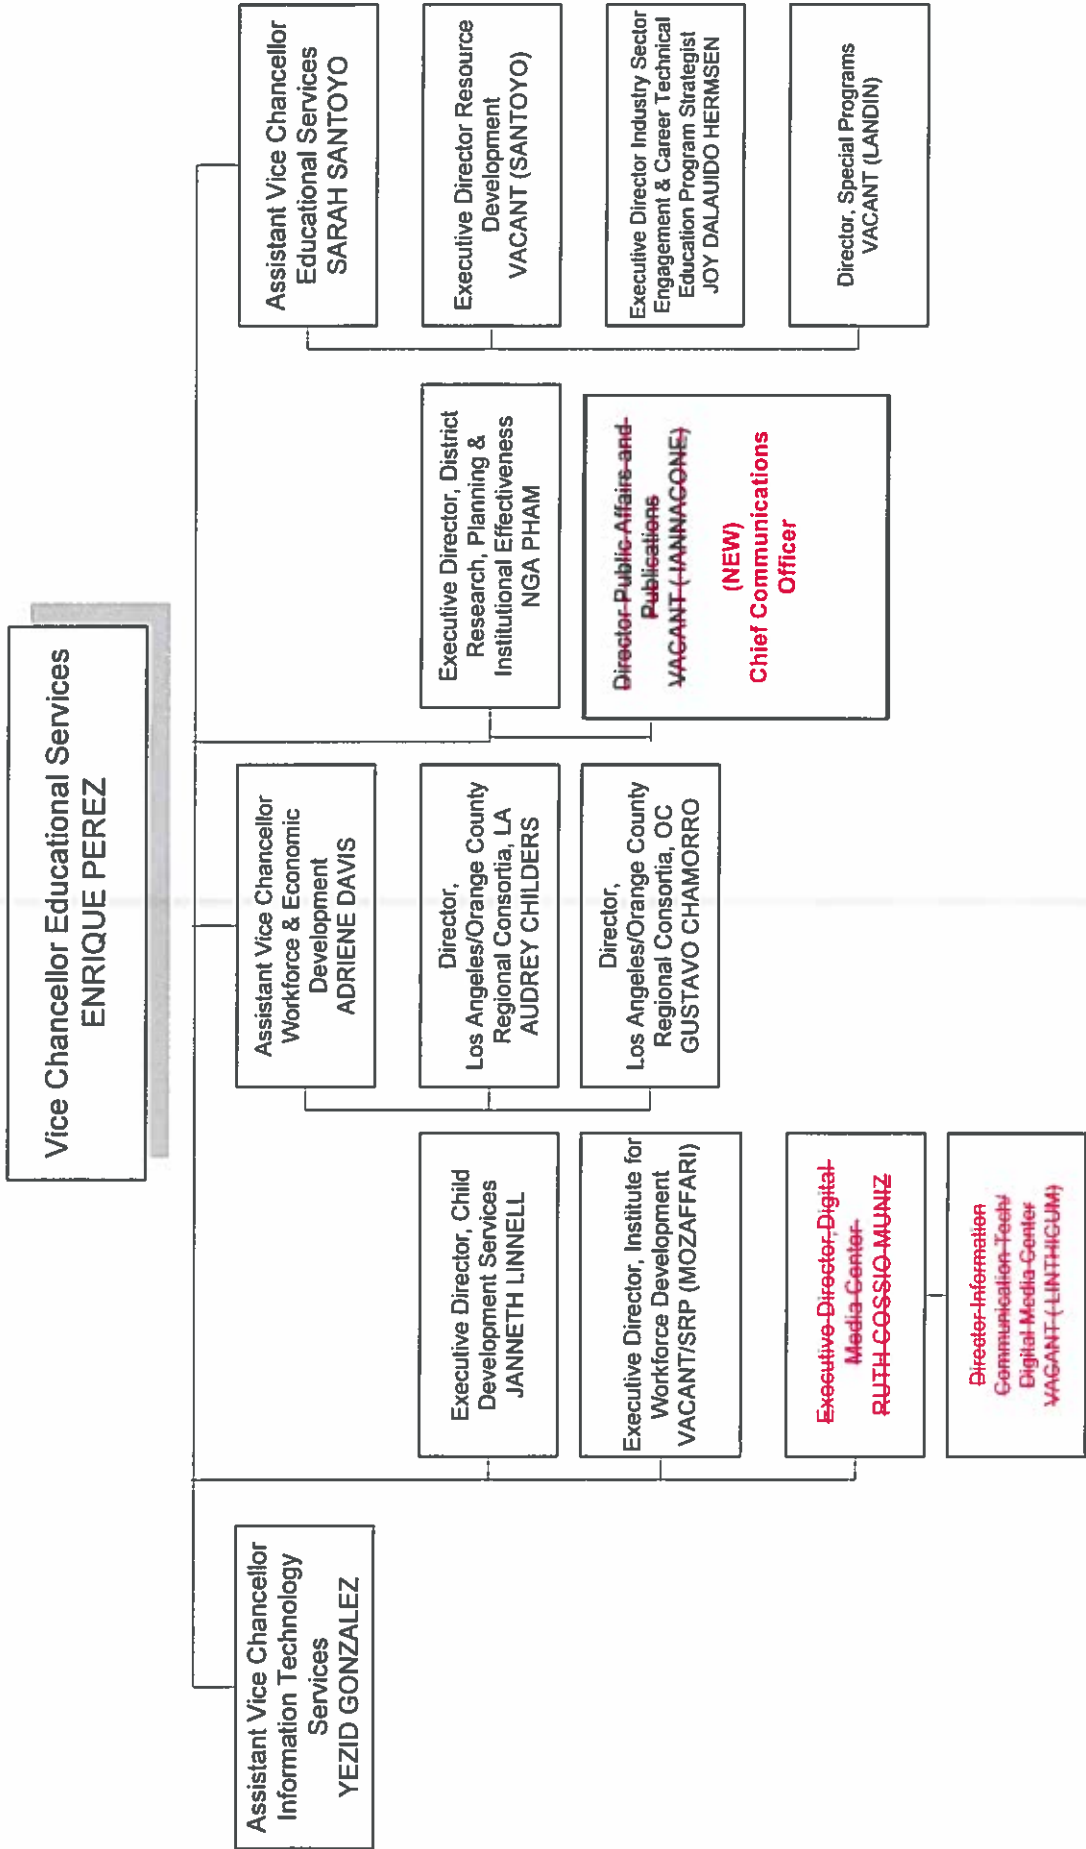 Vice Chancellor Educational Services
ENRIQUE PEREZ
Assistant Vice Chancellor
Information Technology
Services
YEZID GONZALEZ
Executive Director, Child
Development Services
JANNETH LINNELL
Executive Director, Institute for
Workforce Development
VACANT/SRP (MOZAFFARI)
Executive Director, Digital
Media Center
RUTH COSSIO MUNIZ
Director Information
Communication Tech/
Digital Media Center
VACANT ( LINTHICUM)
Assistant Vice Chancellor
Workforce & Economic
Development
ADRIENE DAVIS
Director,
Los Angeles/Orange County
Regional Consortia, LA
AUDREY CHILDERS
Director,
Los Angeles/Orange County
Regional Consortia, OC
GUSTAVO CHAMORRO
Executive Director, District
Research, Planning &
Institutional Effectiveness
NGA PHAM
Director Public Affairs and
Publications
VACANT ( IANNACONE)
(NEW)
Chief Communications
Officer
Assistant Vice Chancellor
Educational Services
SARAH SANTOYO
Executive Director Resource
Development
VACANT (SANTOYO)
Executive Director Industry Sector
Engagement & Career Technical
Education Program Strategist
JOY DALAUIDO HERMSEN
Director, Special Programs
VACANT (LANDIN)